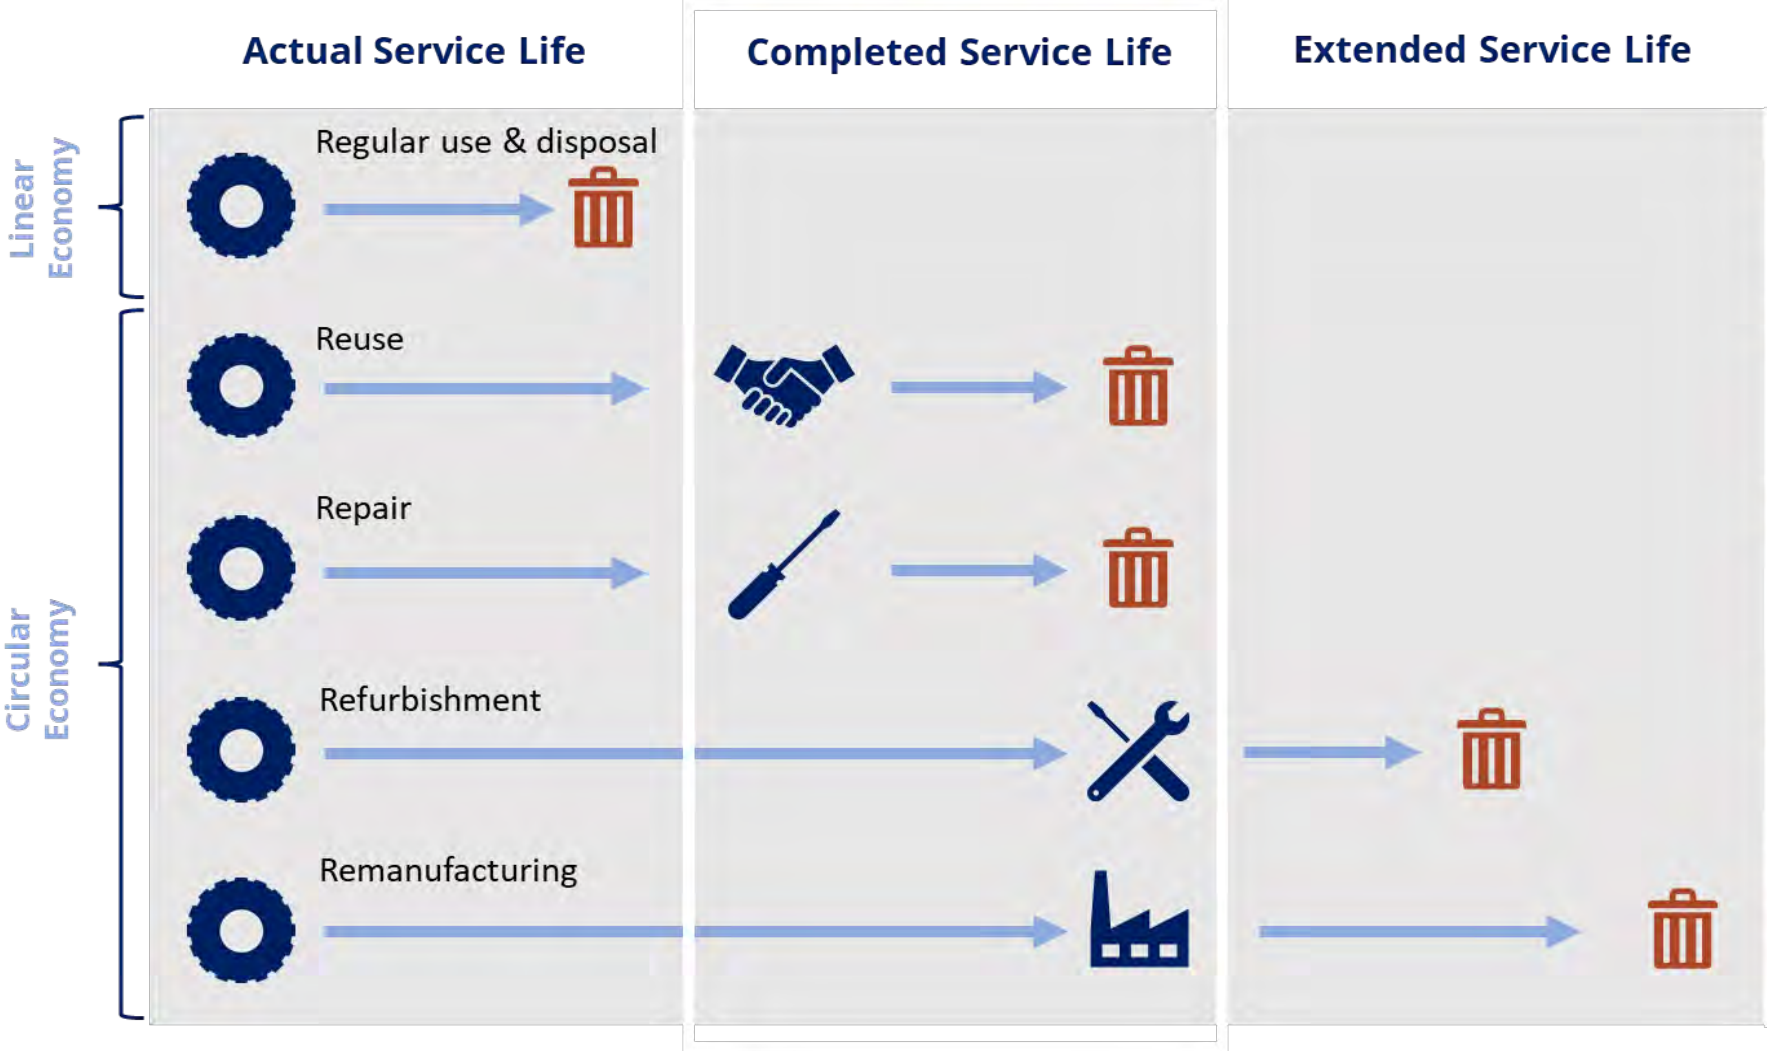 Actual Service Life
Completed Service Life
Extended Service Life
Linear
Economy
Regular use & disposal
Reuse
Repair
Circular
Economy
Refurbishment
Remanufacturing